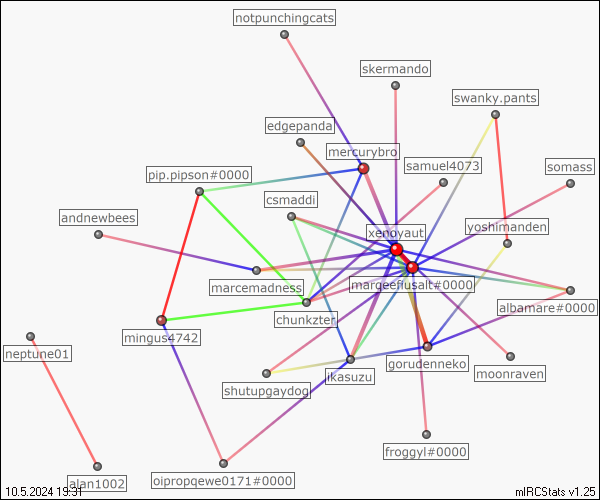 notpunchingcats
skermando
swanky.pants
edgepanda
mercurybro
samuel4073
somass
pip.pipson#0000
csmaddi
andnewbees
xenoyaut
yoshimanden
marcemadness
margeeflusalt#0000
albamare#0000
chunkzter
mingus4742
neptune01
gorudenneko
moonraven
ikasuzu
shutupgaydog
froggyl#0000
oipropqewe0171#0000
alan1002
10.5.2024 19:31
mIRCStats v1.25